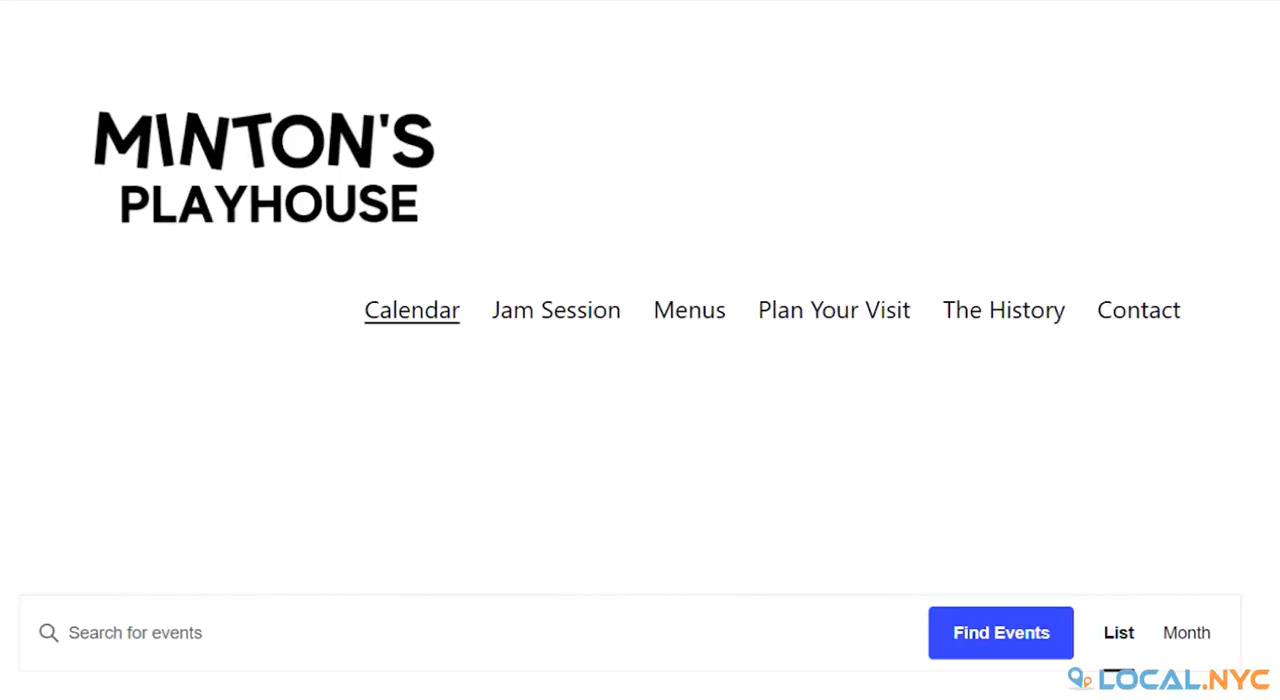 MINTON'S
PLAYHOUSE
Calendar Jam Session Menus Plan Your Visit The History Contact
Search for events Find Events List Month
LOCAL.NYC